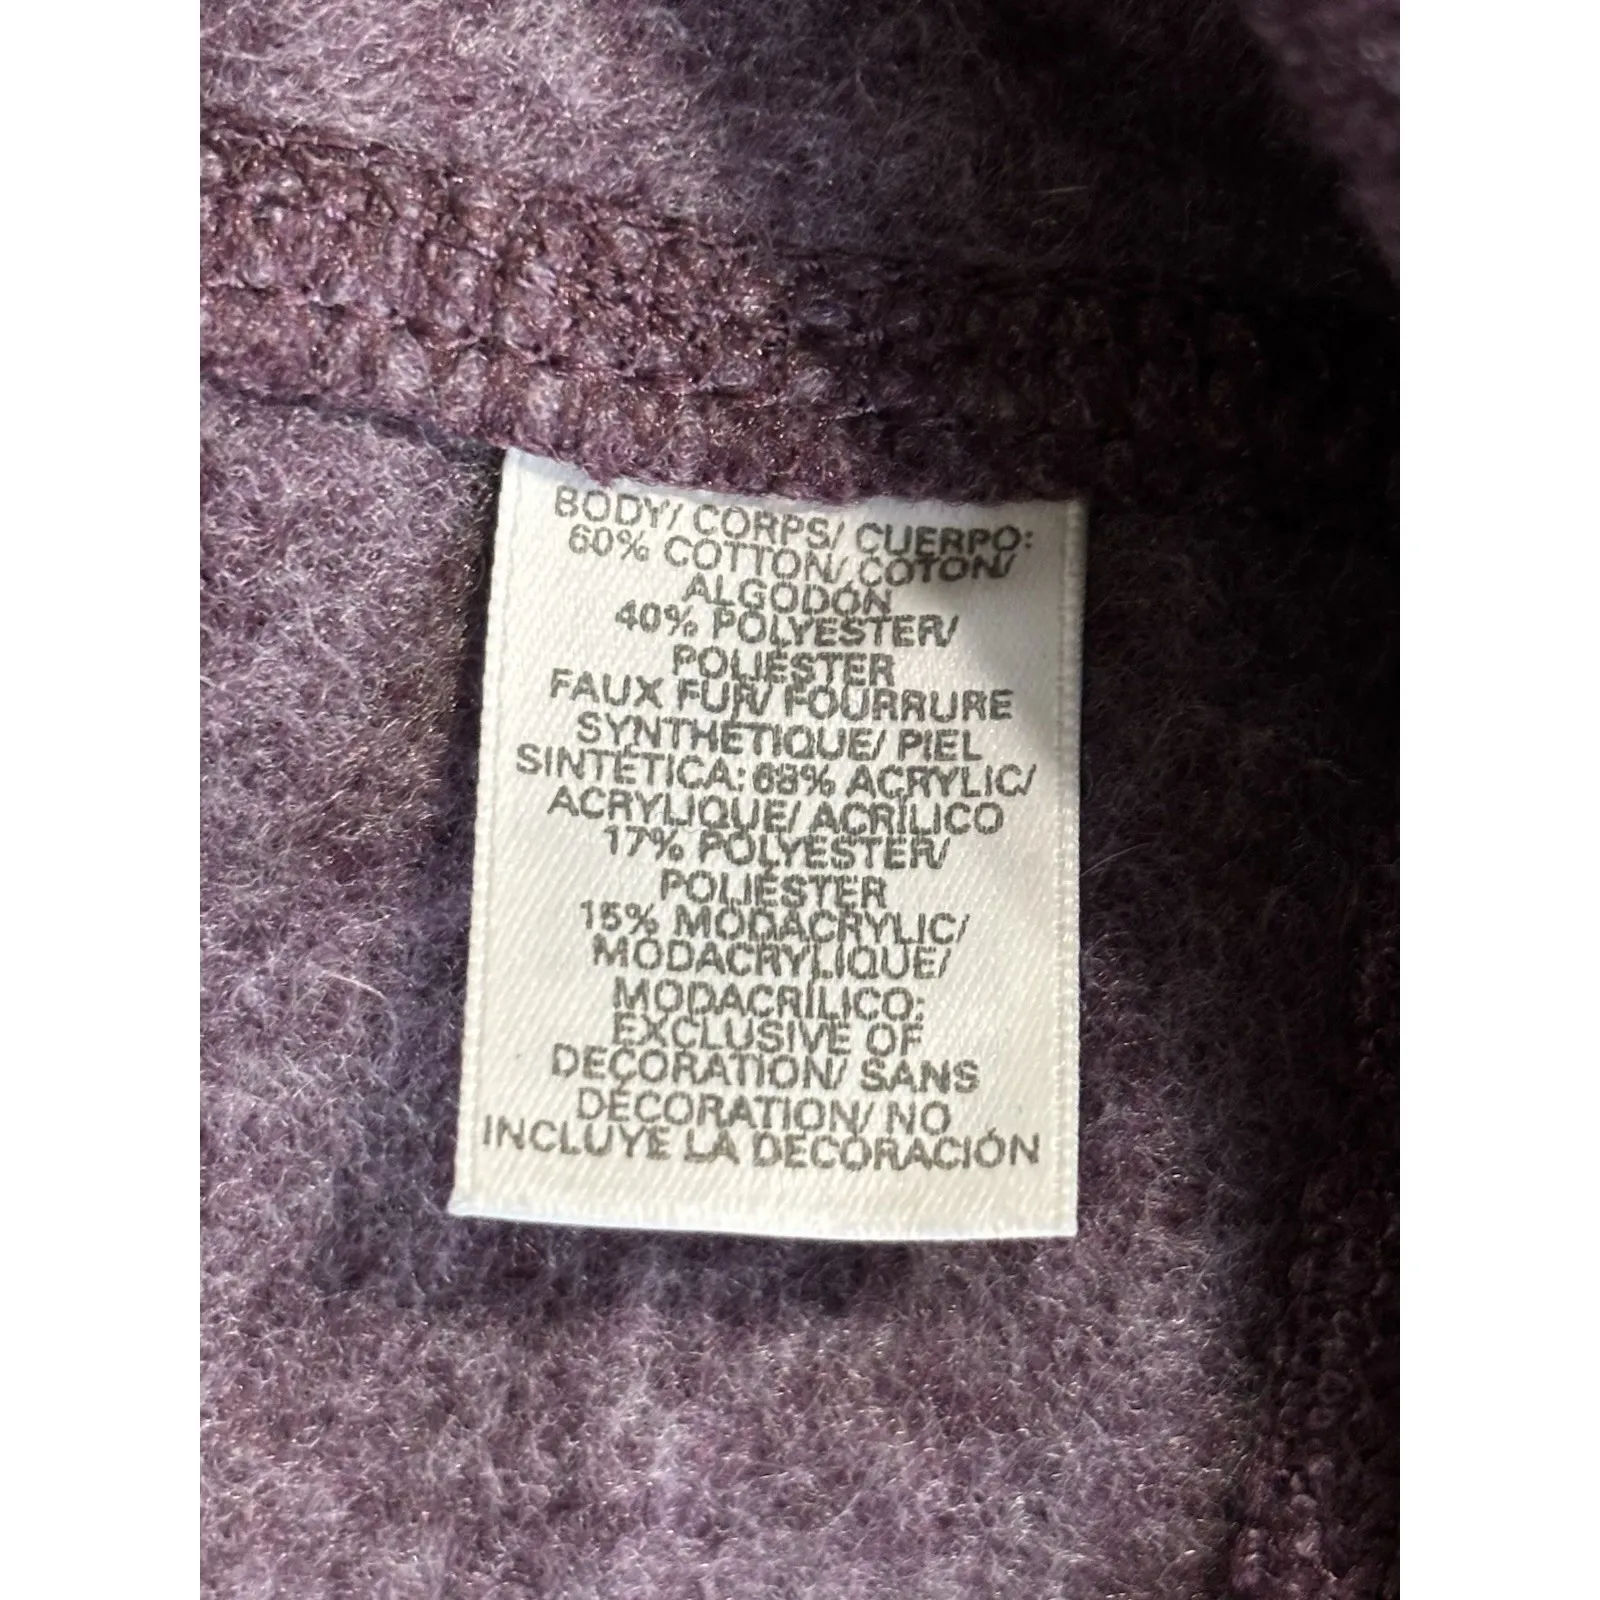 BODY/ CORPS/ CUERPO:
60% COTTON/ COTON/
ALGODÓN
40% POLYESTER/
POLIÉSTER
FAUX FUR/ FOURRURE
SYNTHÉTIQUE/ PIEL
SINTÉTICA: 68% ACRYLIC/
ACRYLIQUE/ ACRÍLICO
17% POLYESTER/
POLIÉSTER
15% MODACRYLIC/
MODACRYLIQUE/
MODACRÍLICO:
EXCLUSIVE OF
DECORATION/ SANS
DÉCORATION/ NO
INCLUYE LA DECORACIÓN